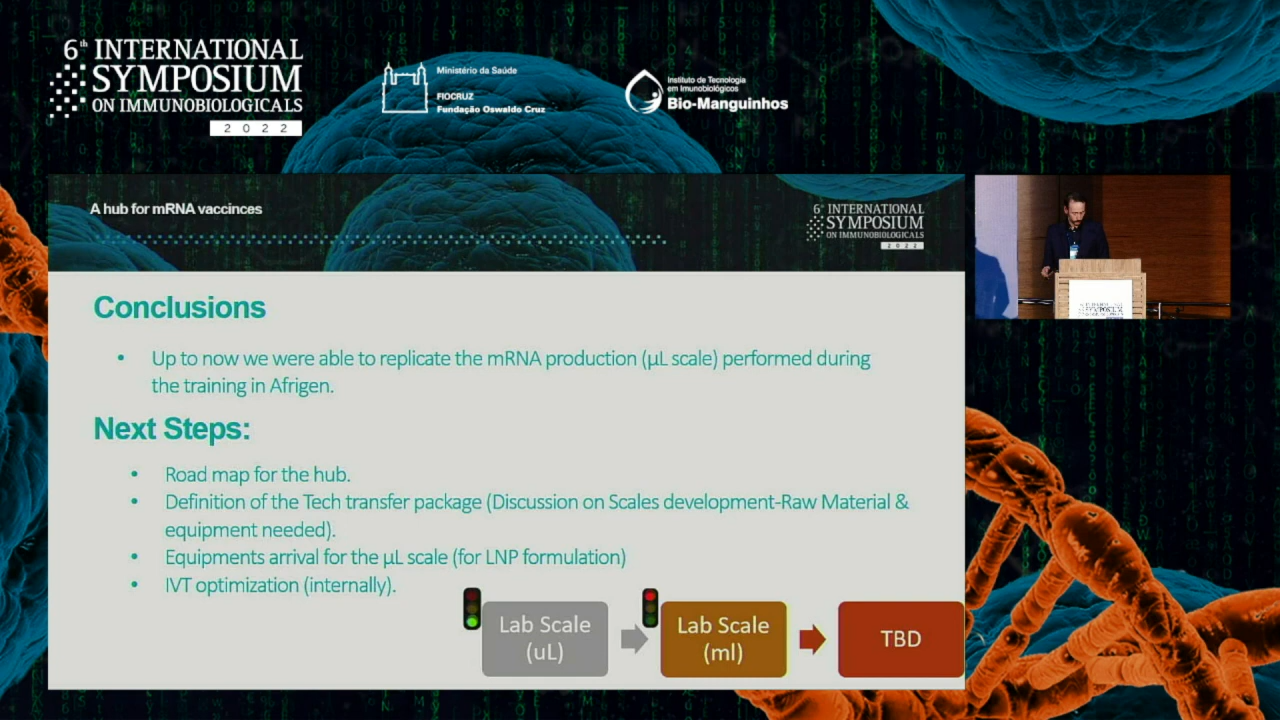 6th INTERNATIONAL
SYMPOSIUM
ON IMMUNOBIOLOGICALS
2022
Ministério da Saúde
FIOCRUZ
Fundação Oswaldo Cruz
Instituto de Tecnologia
em Imunobiológicos
Bio-Manguinhos
A hub for mRNA vaccinces
6th INTERNATIONAL
SYMPOSIUM
ON IMMUNOBIOLOGICALS
2022
Conclusions
• Up to now we were able to replicate the mRNA production (µL scale) performed during
the training in Afrigen.
Next Steps:
• Road map for the hub.
• Definition of the Tech transfer package (Discussion on Scales development-Raw Material &
equipment needed).
• Equipments arrival for the µL scale (for LNP formulation)
• IVT optimization (internally).
Lab Scale
(uL)
Lab Scale
(ml)
TBD